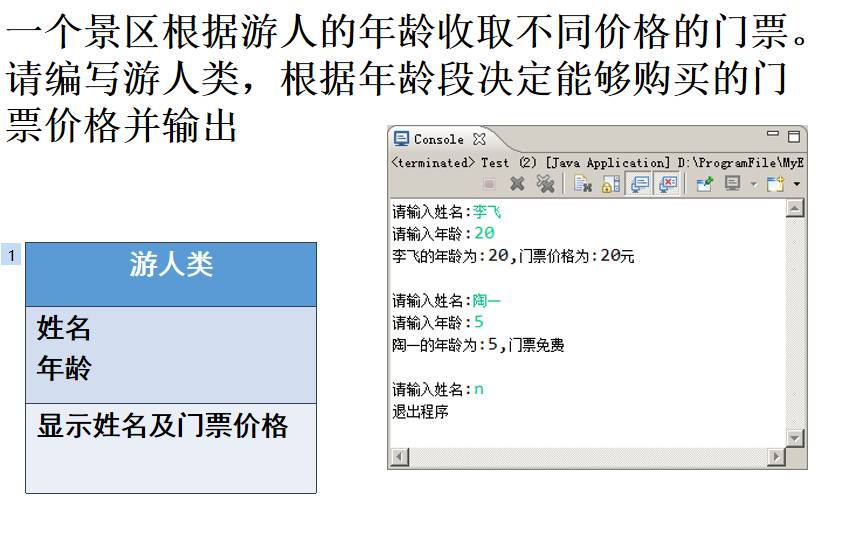 一个景区根据游人的年龄收取不同价格的门票。
请编写游人类，根据年龄段决定能够购买的门
票价格并输出
Console
<terminated> Test (2) [Java Application] D:\ProgramFile\MyE
请输入姓名:李飞
请输入年龄:20
李飞的年龄为:20,门票价格为:20元
请输入姓名:陶一
请输入年龄:5
陶一的年龄为:5,门票免费
请输入姓名:n
退出程序
1
游人类
姓名
年龄
显示姓名及门票价格